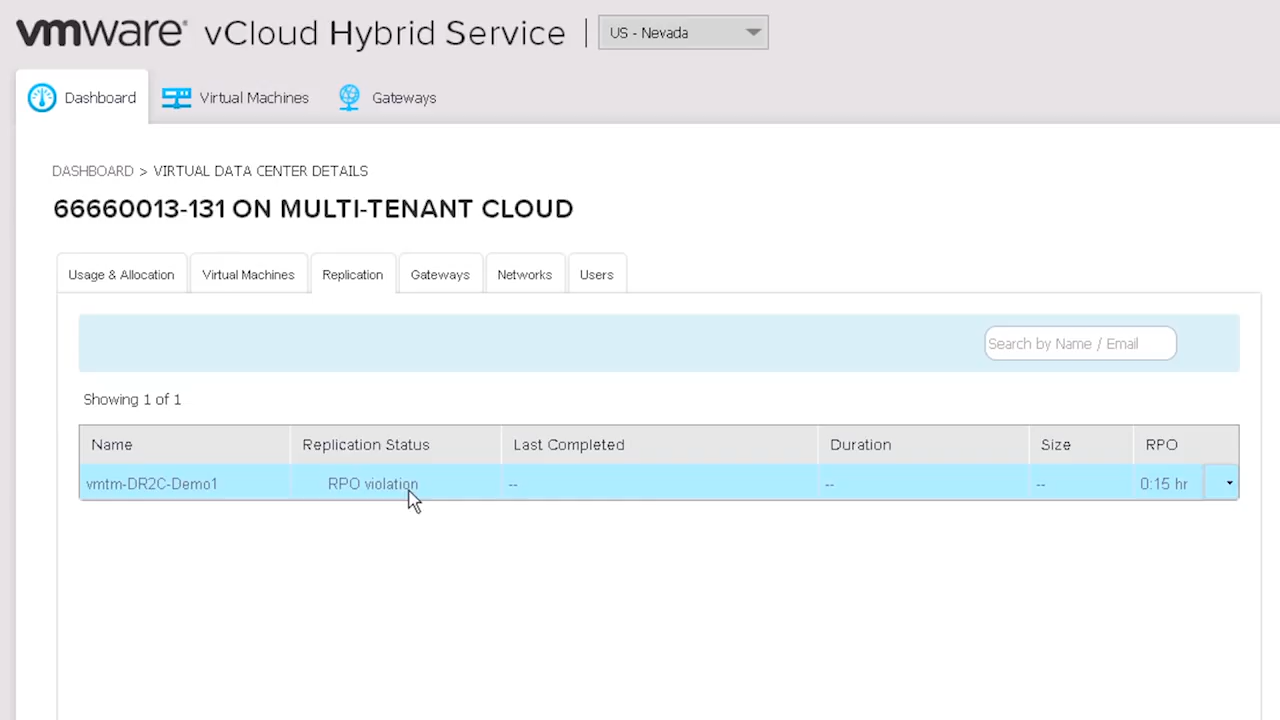 vmware® vCloud Hybrid Service | US - Nevada
Dashboard Virtual Machines Gateways
DASHBOARD > VIRTUAL DATA CENTER DETAILS
66660013-131 ON MULTI-TENANT CLOUD
Usage & Allocation Virtual Machines Replication Gateways Networks Users
Search by Name / Email
Showing 1 of 1
Name Replication Status Last Completed Duration Size RPO
vmtm-DR2C-Demo1 RPO violation -- -- -- 0:15 hr